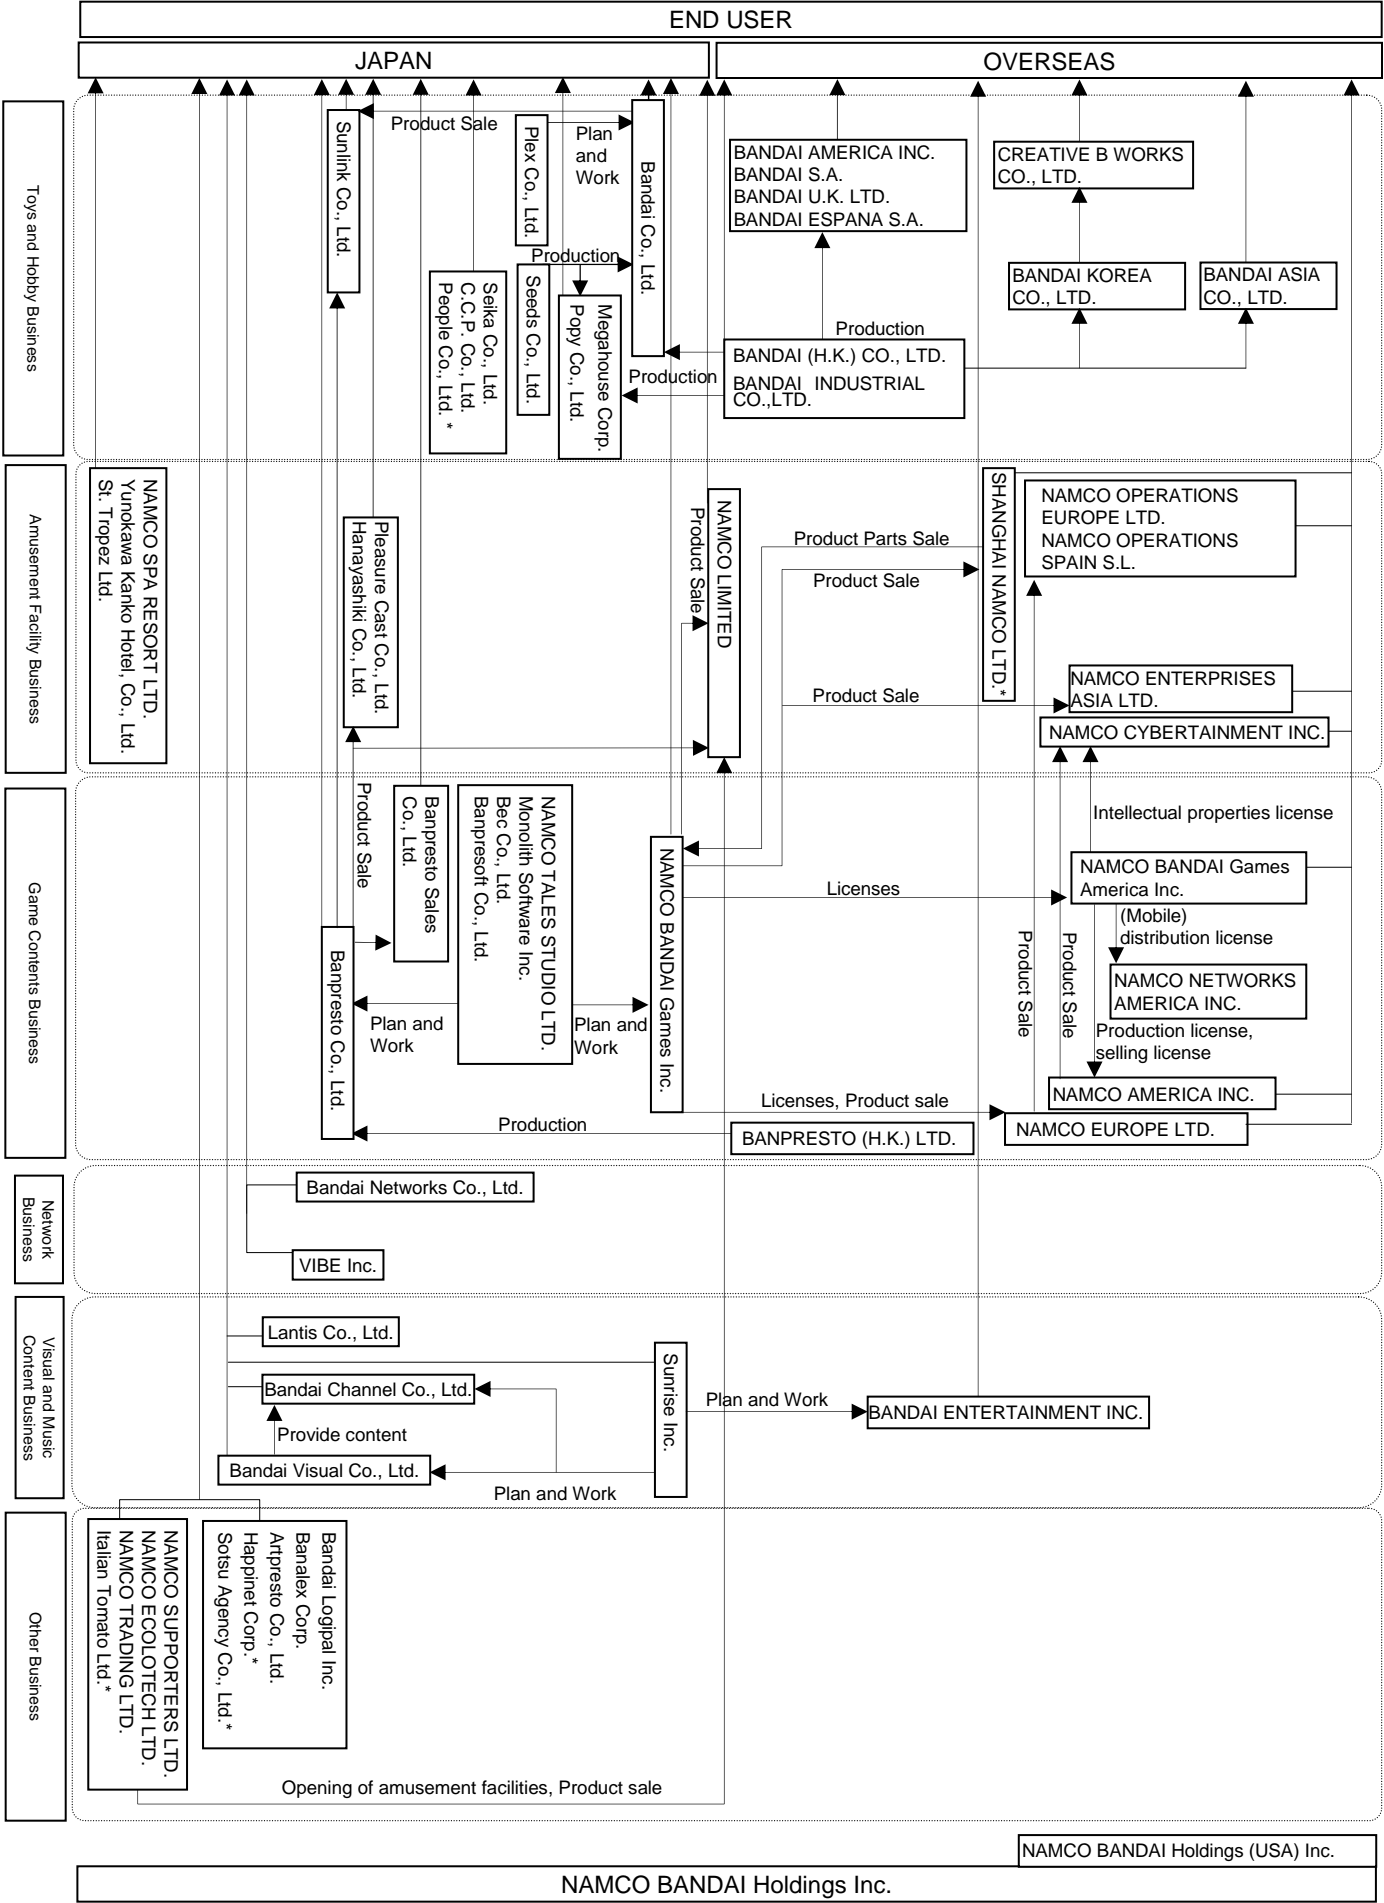 END USER
JAPAN
OVERSEAS
Toys and Hobby Business
Sunlink Co., Ltd.
Product Sale
Plex Co., Ltd.
Plan
and
Work
Bandai Co., Ltd.
Production
Seeds Co., Ltd.
Seika Co., Ltd.
C.C.P. Co., Ltd.
People Co., Ltd. *
Megahouse Corp.
Popy Co., Ltd.
Production
BANDAI AMERICA INC.
BANDAI S.A.
BANDAI U.K. LTD.
BANDAI ESPANA S.A.
CREATIVE B WORKS
CO., LTD.
BANDAI KOREA
CO., LTD.
BANDAI ASIA
CO., LTD.
Production
BANDAI (H.K.) CO., LTD.
BANDAI INDUSTRIAL
CO.,LTD.
Amusement Facility Business
NAMCO SPA RESORT LTD.
Yunokawa Kanko Hotel, Co., Ltd.
St. Tropez Ltd.
Pleasure Cast Co., Ltd.
Hanayashiki Co., Ltd.
Product Sale
NAMCO LIMITED
Product Parts Sale
Product Sale
Product Sale
SHANGHAI NAMCO LTD.*
NAMCO OPERATIONS
EUROPE LTD.
NAMCO OPERATIONS
SPAIN S.L.
NAMCO ENTERPRISES
ASIA LTD.
NAMCO CYBERTAINMENT INC.
Game Contents Business
Product Sale
Banpresto Sales
Co., Ltd.
NAMCO TALES STUDIO LTD.
Monolith Software Inc.
Bec Co., Ltd.
Banpresoft Co., Ltd.
Banpresto Co., Ltd.
Plan and
Work
Plan and
Work
NAMCO BANDAI Games Inc.
Licenses
Intellectual properties license
NAMCO BANDAI Games
America Inc.
(Mobile)
distribution license
NAMCO NETWORKS
AMERICA INC.
Product Sale
Product Sale
Production license,
selling license
NAMCO AMERICA INC.
Licenses, Product sale
NAMCO EUROPE LTD.
Production
BANPRESTO (H.K.) LTD.
Network
Business
Bandai Networks Co., Ltd.
VIBE Inc.
Visual and Music
Content Business
Lantis Co., Ltd.
Bandai Channel Co., Ltd.
Provide content
Bandai Visual Co., Ltd.
Sunrise Inc.
Plan and Work
Plan and Work
BANDAI ENTERTAINMENT INC.
Other Business
NAMCO SUPPORTERS LTD.
NAMCO ECOLOTECH LTD.
NAMCO TRADING LTD.
Italian Tomato Ltd.*
Bandai Logipal Inc.
Banalex Corp.
Artpresto Co., Ltd.
Happinet Corp.*
Sotsu Agency Co., Ltd.*
Opening of amusement facilities, Product sale
NAMCO BANDAI Holdings (USA) Inc.
NAMCO BANDAI Holdings Inc.